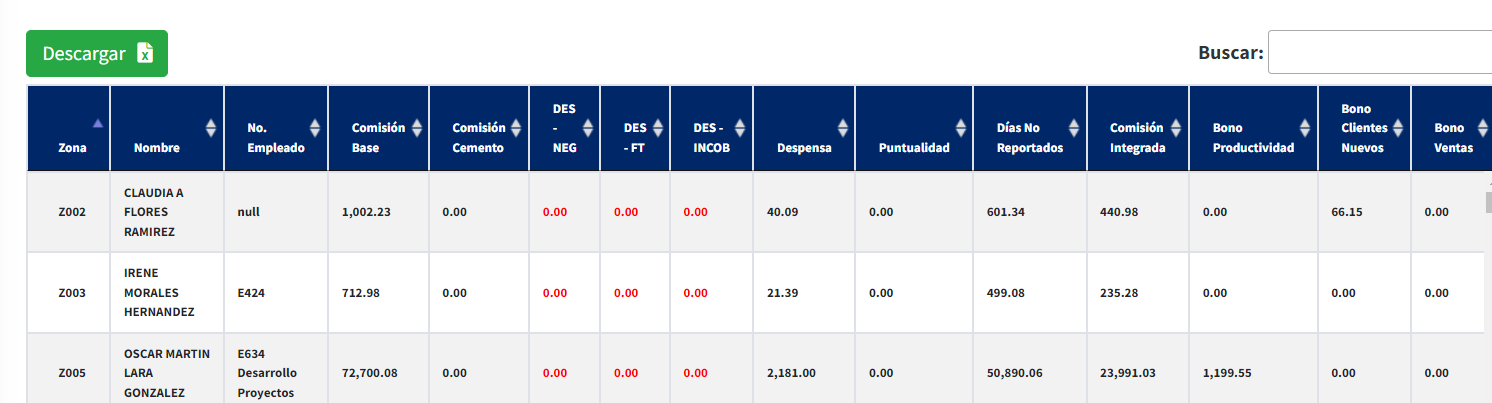 Descargar
Buscar:
Zona Nombre No. Empleado Comisión Base Comisión Cemento DES - NEG DES - FT DES - INCOB Despensa Puntualidad Días No Reportados Comisión Integrada Bono Productividad Bono Clientes Nuevos Bono Ventas
Z002 CLAUDIA A FLORES RAMIREZ null 1,002.23 0.00 0.00 0.00 0.00 40.09 0.00 601.34 440.98 0.00 66.15 0.00
Z003 IRENE MORALES HERNANDEZ E424 712.98 0.00 0.00 0.00 0.00 21.39 0.00 499.08 235.28 0.00 0.00 0.00
Z005 OSCAR MARTIN LARA GONZALEZ E634 Desarrollo Proyectos 72,700.08 0.00 0.00 0.00 0.00 2,181.00 0.00 50,890.06 23,991.03 1,199.55 0.00 0.00